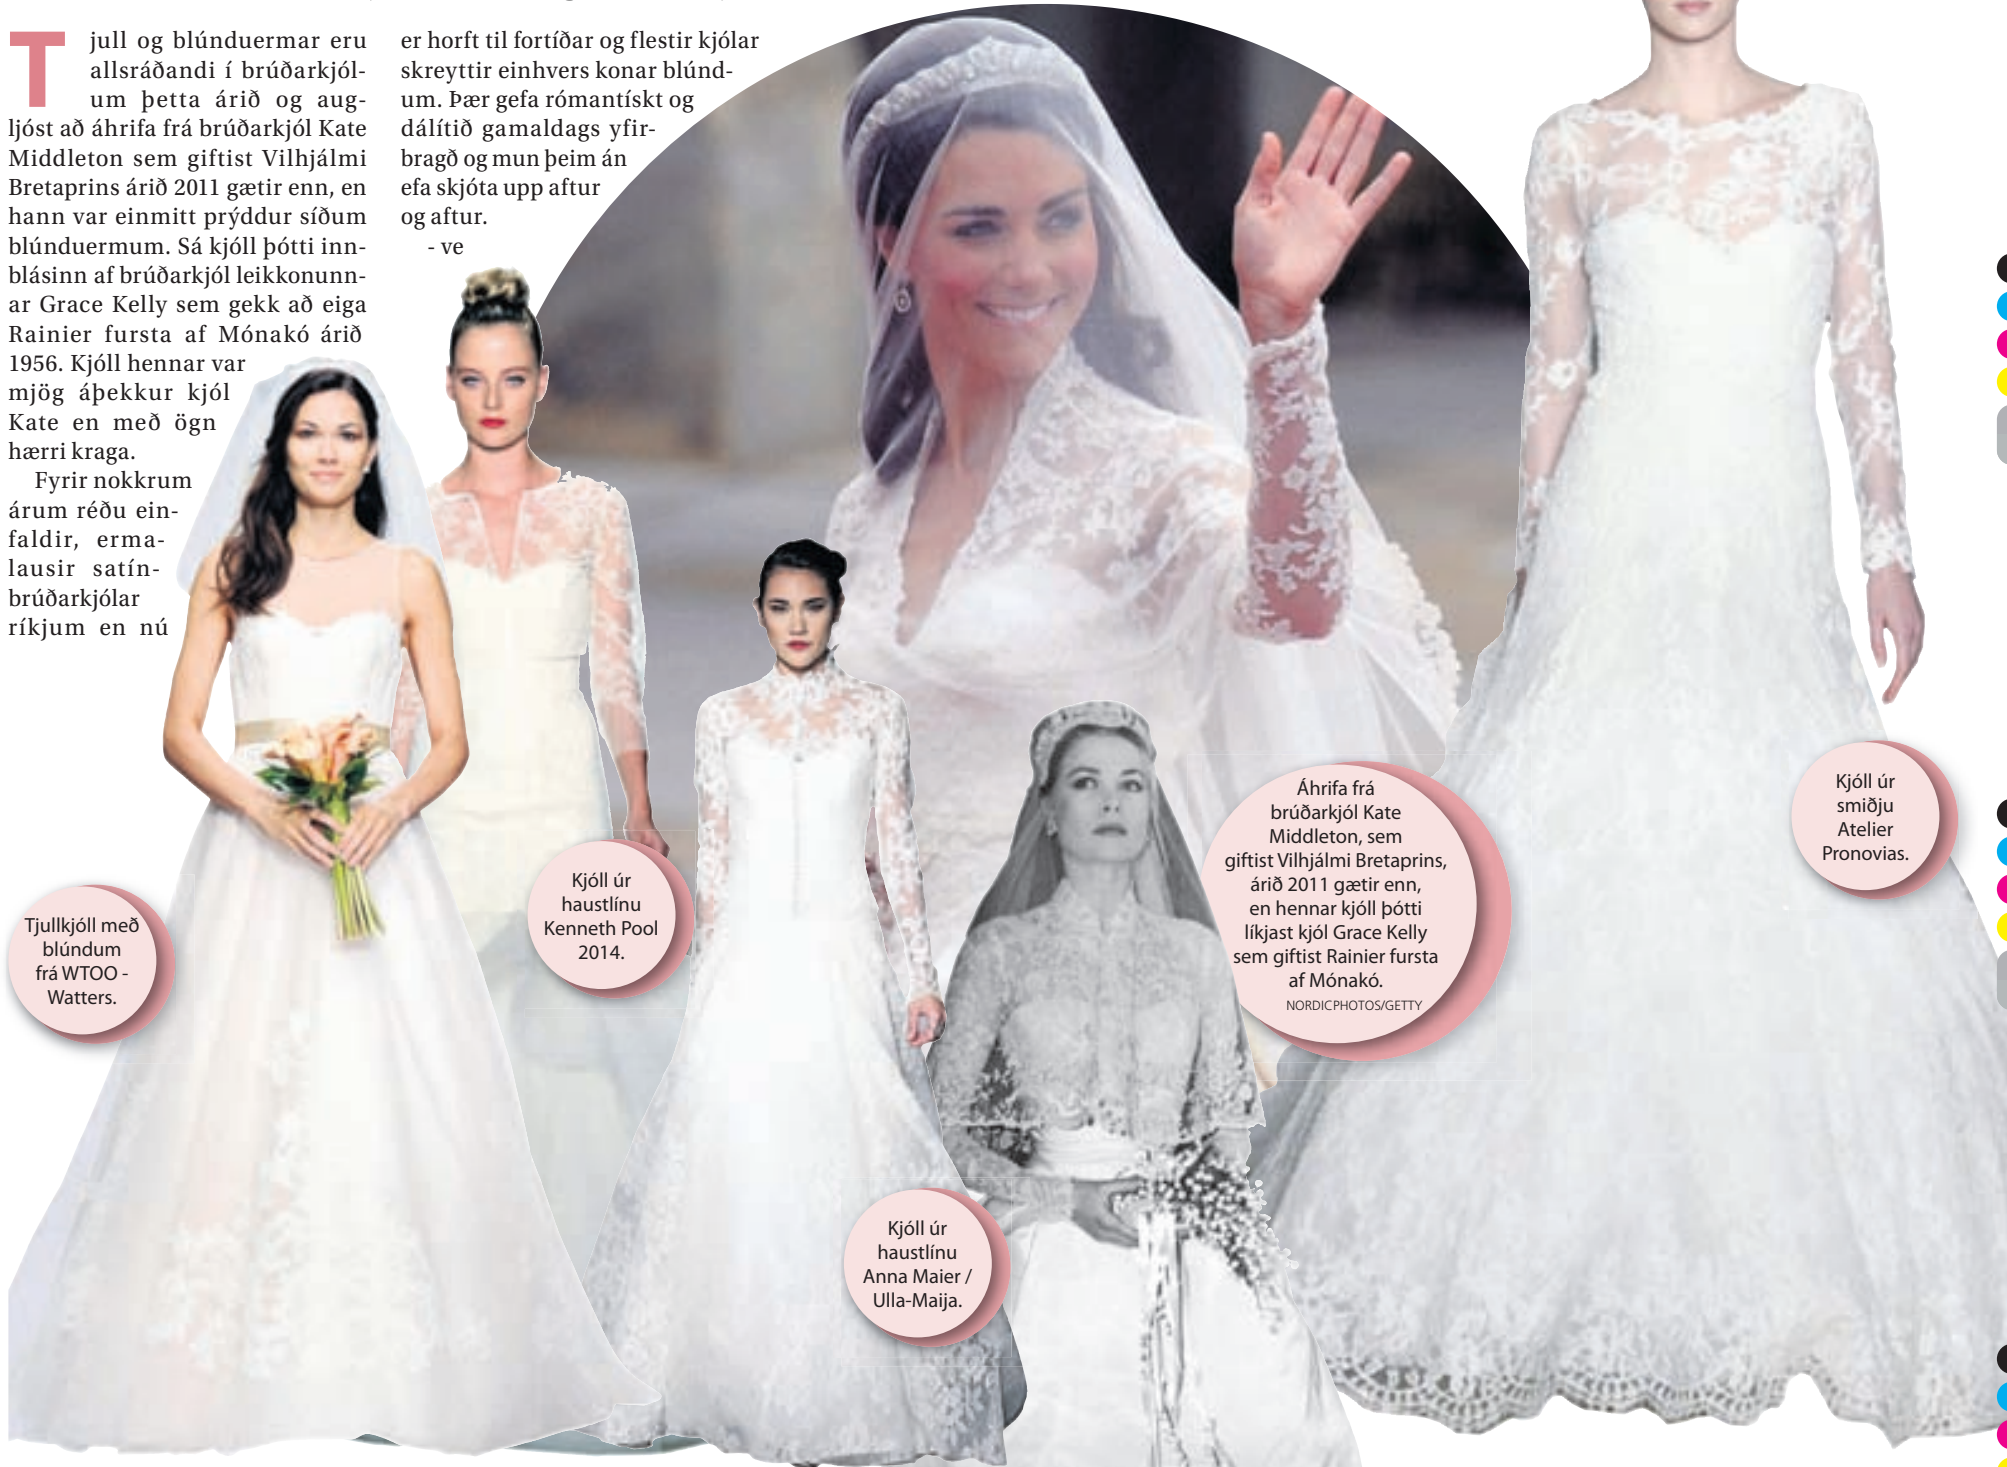 Tjull og blúnduermar eru
allsráðandi í brúðarkjól-
um þetta árið og aug-
ljóst að áhrifa frá brúðarkjól Kate
Middleton sem giftist Vilhjálmi
Bretaprins árið 2011 gætir enn, en
hann var einmitt prýddur síðum
blúnduermum. Sá kjóll þótti inn-
blásinn af brúðarkjól leikkonunn-
ar Grace Kelly sem gekk að eiga
Rainier fursta af Mónakó árið
1956. Kjóll hennar var
mjög áþekkur kjól
Kate en með ögn
hærri kraga.
Fyrir nokkrum
árum réðu ein-
faldir, erma-
lausir satín-
brúðarkjólar
ríkjum en nú
er horft til fortíðar og flestir kjólar
skreyttir einhvers konar blúnd-
um. Þær gefa rómantískt og
dálítið gamaldags yfir-
bragð og mun þeim án
efa skjóta upp aftur
og aftur.
- ve
Tjullkjóll með
blúndum
frá WTOO -
Watters.
Kjóll úr
haustlínu
Kenneth Pool
2014.
Kjóll úr
haustlínu
Anna Maier /
Ulla-Maija.
Áhrifa frá
brúðarkjól Kate
Middleton, sem
giftist Vilhjálmi Bretaprins,
árið 2011 gætir enn,
en hennar kjóll þótti
líkjast kjól Grace Kelly
sem giftist Rainier fursta
af Mónakó.
NORDICPHOTOS/GETTY
Kjóll úr
smiðju
Atelier
Pronovias.